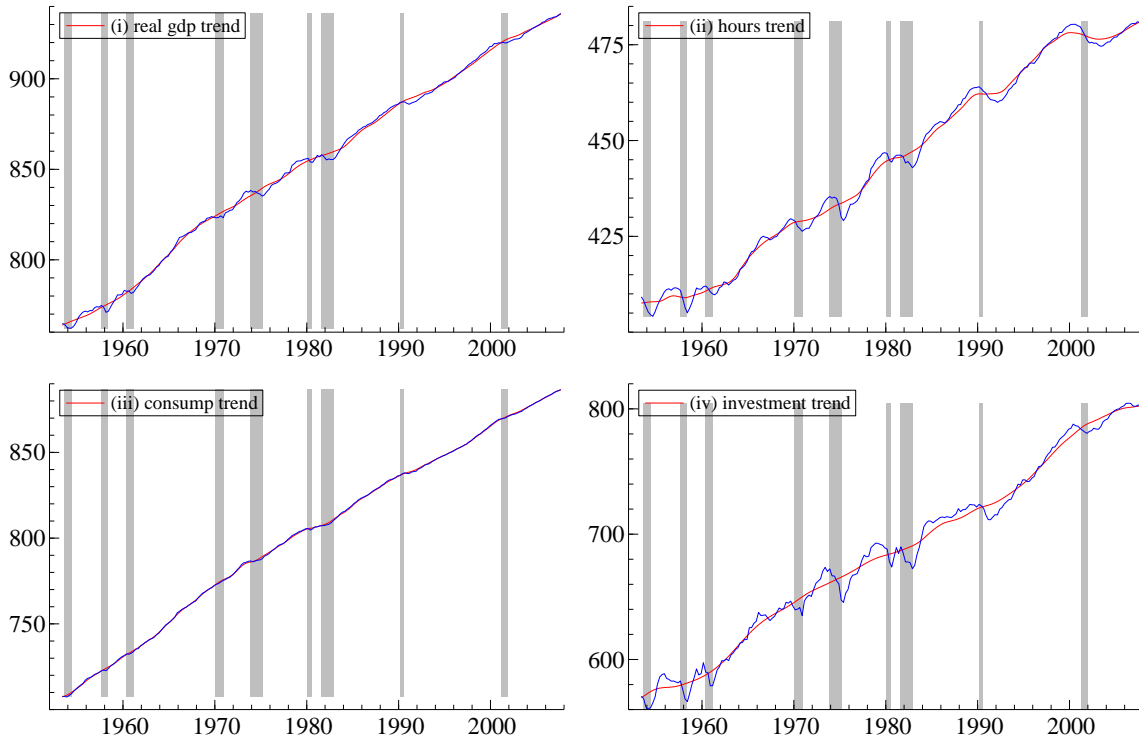 (i) real gdp trend
900
850
800
1960 1970 1980 1990 2000
(ii) hours trend
475
450
425
1960 1970 1980 1990 2000
(iii) consump trend
850
800
750
1960 1970 1980 1990 2000
(iv) investment trend
800
700
600
1960 1970 1980 1990 2000